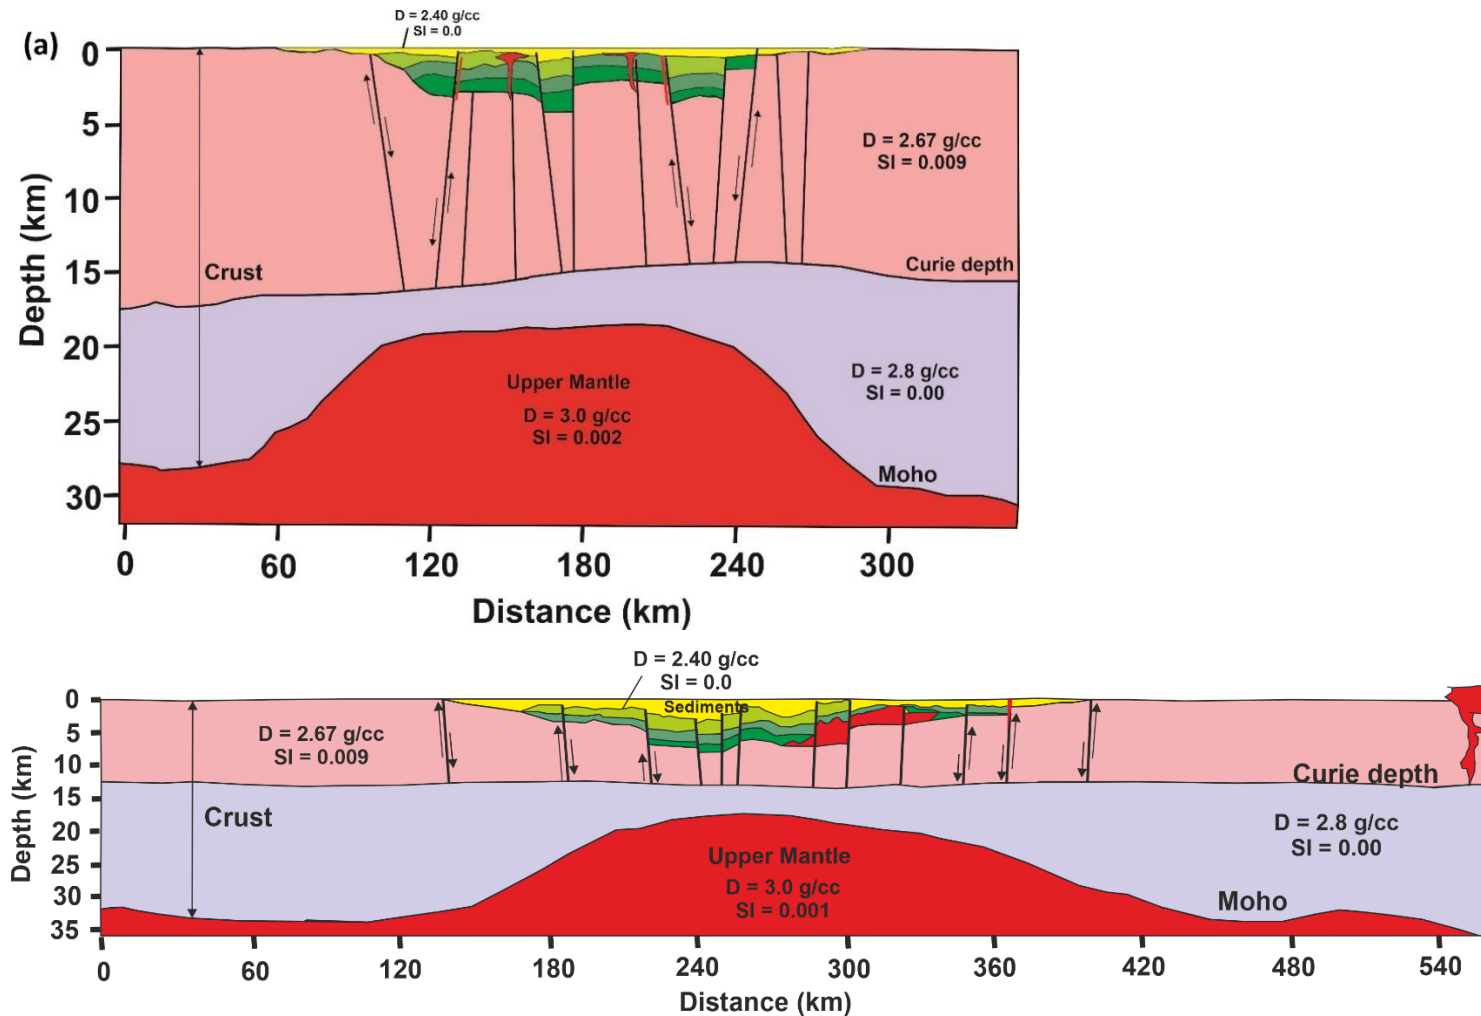 (a)
D = 2.40 g/cc
SI = 0.0
0
5
10
15
20
25
30
Depth (km)
D = 2.67 g/cc
SI = 0.009
Crust
Curie depth
Upper Mantle
D = 3.0 g/cc
SI = 0.002
D = 2.8 g/cc
SI = 0.00
Moho
0 60 120 180 240 300
Distance (km)
D = 2.40 g/cc
SI = 0.0
Sediments
0
5
10
15
20
25
30
35
Depth (km)
D = 2.67 g/cc
SI = 0.009
Curie depth
Crust
D = 2.8 g/cc
SI = 0.00
Upper Mantle
D = 3.0 g/cc
SI = 0.001
Moho
0 60 120 180 240 300 360 420 480 540
Distance (km)